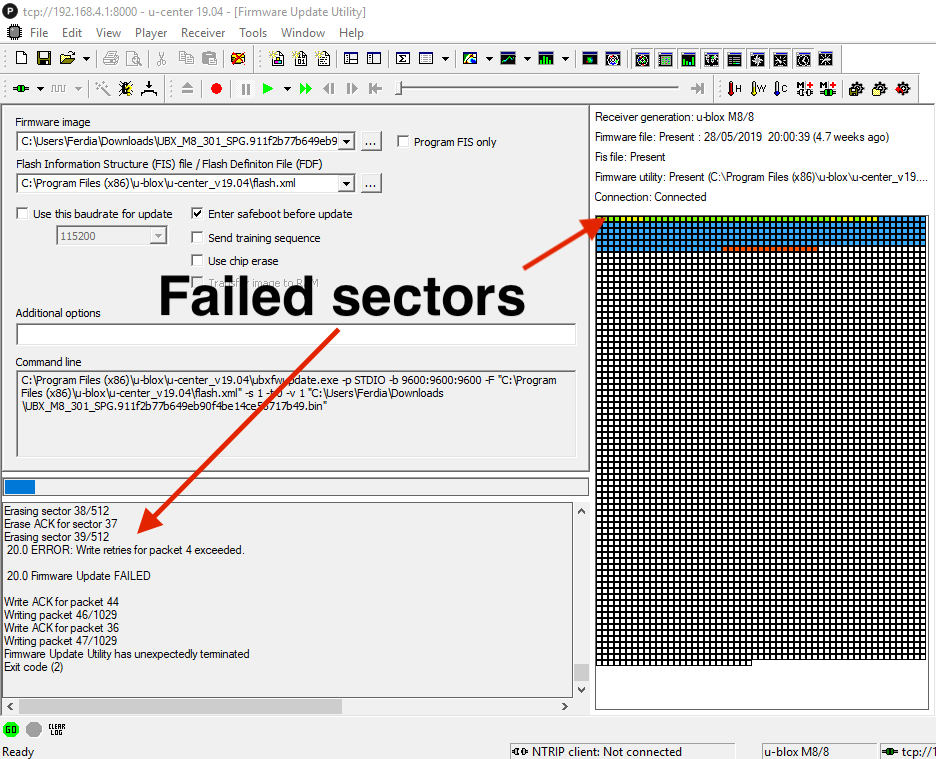 tcp://192.168.4.1:8000 - u-center 19.04 - [Firmware Update Utility]
File Edit View Player Receiver Tools Window Help
Firmware image
C:\Users\Ferdia\Downloads\UBX_M8_301_SPG.911f2b77b649eb9
...
Program FIS only
Flash Information Structure (FIS) file / Flash Definiton File (FDF)
C:\Program Files (x86)\u-blox\u-center_v19.04\flash.xml
...
Use this baudrate for update
Enter safeboot before update
115200
Send training sequence
Use chip erase
Transfer image to RAM
Failed sectors
Additional options
Command line
C:\Program Files (x86)\u-blox\u-center_v19.04\ubxfwupdate.exe -p STDIO -b 9600:9600:9600 -F "C:\Program
Files (x86)\u-blox\u-center_v19.04\flash.xml" -s 1 -t 0 -v 1 "C:\Users\Ferdia\Downloads
\UBX_M8_301_SPG.911f2b77b649eb90f4be14ce55717b49.bin"
Erasing sector 38/512
Erase ACK for sector 37
Erasing sector 39/512
20.0 ERROR: Write retries for packet 4 exceeded.
20.0 Firmware Update FAILED
Write ACK for packet 44
Writing packet 46/1029
Write ACK for packet 36
Writing packet 47/1029
Firmware Update Utility has unexpectedly terminated
Exit code (2)
Receiver generation: u-blox M8/8
Firmware file: Present : 28/05/2019 20:00:39 (4.7 weeks ago)
Fis file: Present
Firmware utility: Present (C:\Program Files (x86)\u-blox\u-center_v19....
Connection: Connected
GO
CLEAR
LOG
Ready
NTRIP client: Not connected
u-blox M8/8
tcp://1